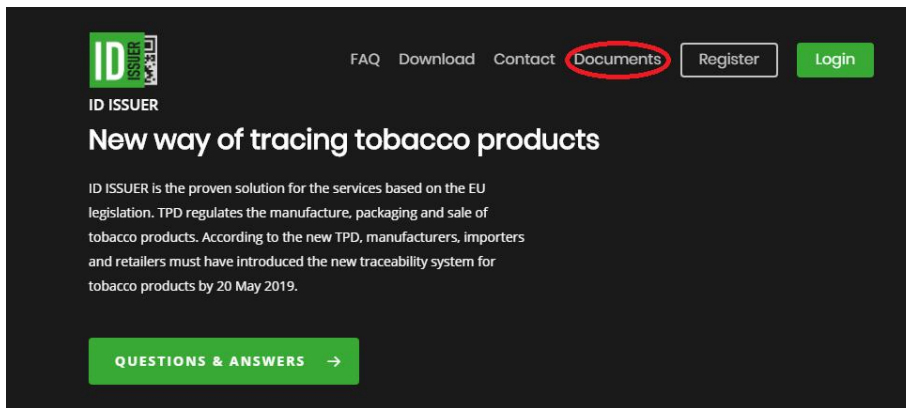 ID
ISSUER
FAQ Download Contact Documents Register Login
ID ISSUER
New way of tracing tobacco products
ID ISSUER is the proven solution for the services based on the EU
legislation. TPD regulates the manufacture, packaging and sale of
tobacco products. According to the new TPD, manufacturers, importers
and retailers must have introduced the new traceability system for
tobacco products by 20 May 2019.
QUESTIONS & ANSWERS →